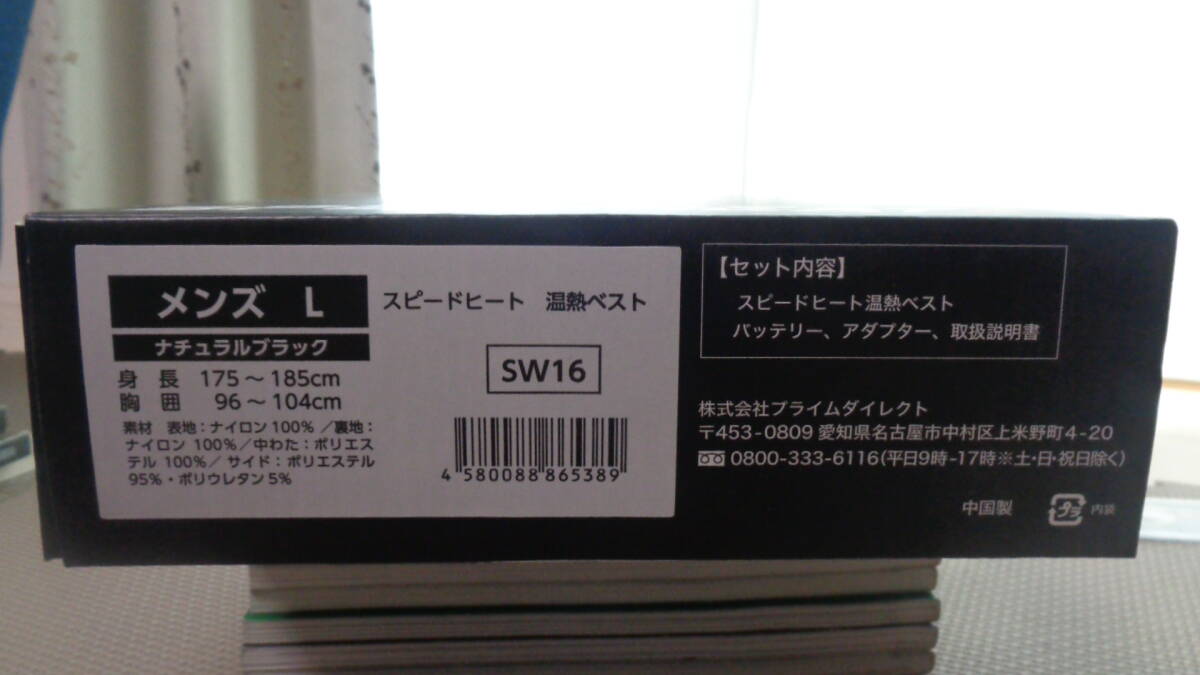 メンズ L
ナチュラルブラック
身 長 175～185cm
胸 囲 96～104cm
素材 表地:ナイロン100%/裏地:
ナイロン100%/中わた:ポリエス
テル100%/サイド:ポリエステル
95%・ポリウレタン5%
スピードヒート 温熱ベスト
SW16
4 580088 865389
【セット内容】
スピードヒート温熱ベスト
バッテリー、アダプター、取扱説明書
株式会社プライムダイレクト
〒453-0809 愛知県名古屋市中村区上米野町4-20
0800-333-6116(平日9時-17時※土・日・祝日除く)
中国製 プラ 内装